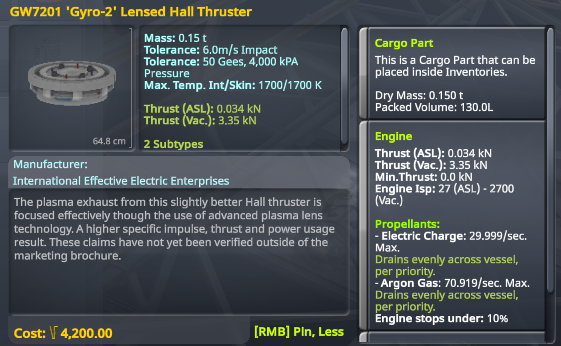 GW7201 'Gyro-2' Lensed Hall Thruster
Mass: 0.15 t
Tolerance: 6.0m/s Impact
Tolerance: 50 Gees, 4,000 kPA
Pressure
Max. Temp. Int/Skin: 1700/1700 K
Thrust (ASL): 0.034 kN
Thrust (Vac.): 3.35 kN
2 Subtypes
64.8 cm
Manufacturer:
International Effective Electric Enterprises
The plasma exhaust from this slightly better Hall thruster is
focused effectively though the use of advanced plasma lens
technology. A higher specific impulse, thrust and power usage
result. These claims have not yet been verified outside of the
marketing brochure.
Cost: 4,200.00
[RMB] Pin, Less
Cargo Part
This is a Cargo Part that can be
placed inside Inventories.
Dry Mass: 0.150 t
Packed Volume: 130.0L
Engine
Thrust (ASL): 0.034 kN
Thrust (Vac.): 3.35 kN
Min.Thrust: 0.0 kN
Engine Isp: 27 (ASL) - 2700
(Vac.)
Propellants:
- Electric Charge: 29.999/sec.
Max.
Drains evenly across vessel,
per priority.
- Argon Gas: 70.919/sec. Max.
Drains evenly across vessel,
per priority.
Engine stops under: 10%